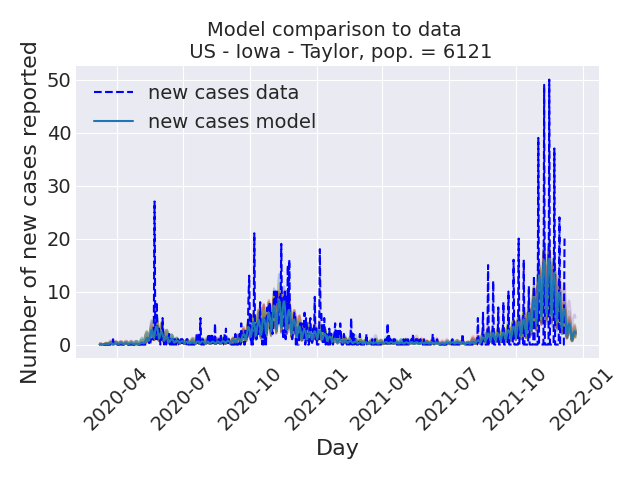 Model comparison to data
US - Iowa - Taylor, pop. = 6121
Number of new cases reported
50
40
30
20
10
0
new cases data
new cases model
2020-04
2020-07
2020-10
2021-01
2021-04
2021-07
2021-10
2022-01
Day